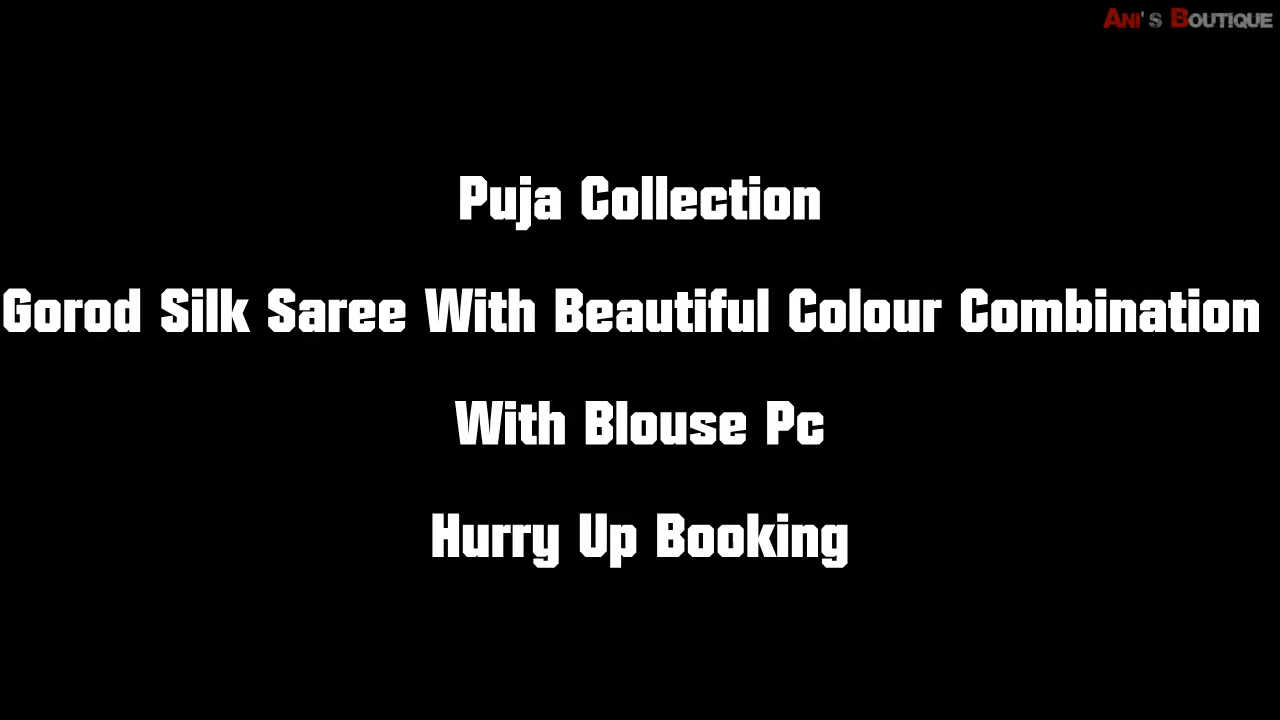 Ani's Boutique
Puja Collection
Gorod Silk Saree With Beautiful Colour Combination
With Blouse Pc
Hurry Up Booking